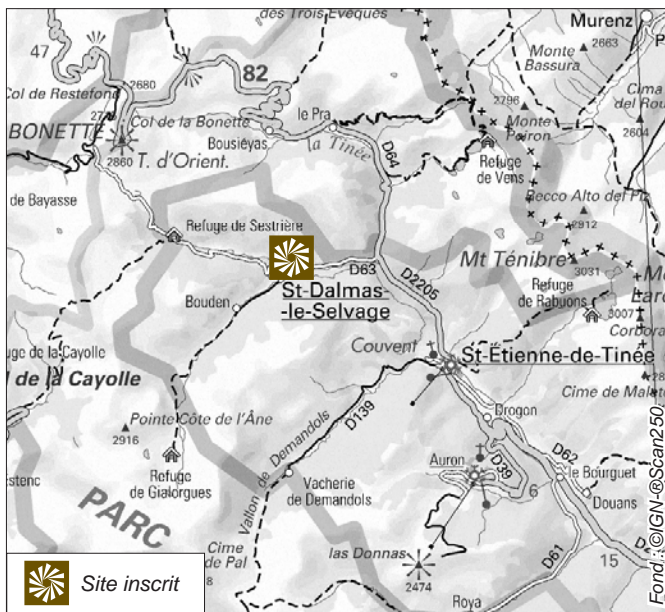 des Trois Evêques
Murenz
47
Monte
Bassura
2663
2680
82
Col de Restefond
2796
Cima
del Rou
BONETTE
Col de la Bonette
le Pra
Monte
Peiron
2604
2860
T. d'Orient.
Bousiéyas
la Tinée
D64
Refuge
de Vens
de Bayasse
Becco Alto del Pi
2912
Refuge de Sestrière
D63
Mt Ténibre
3031
St-Dalmas
-le-Selvage
D2205
Refuge
de Rabuons
Bouden
3007
Corbora
Couvent
St-Étienne-de-Tinée
uge de la Cayolle
l de la Cayolle
Cime de Malate
D139
Pointe Côte de l'Âne
2916
Drogon
Vallon de Demandols
D62
Auron
D39
le Bourguet
Refuge
de Gialorgues
Vacherie
de Demandols
6
Douans
PARC
D61
Cime
de Pal
las Donnas
15
2474
Roya
Site inscrit
Fond : ©IGN-®Scan250